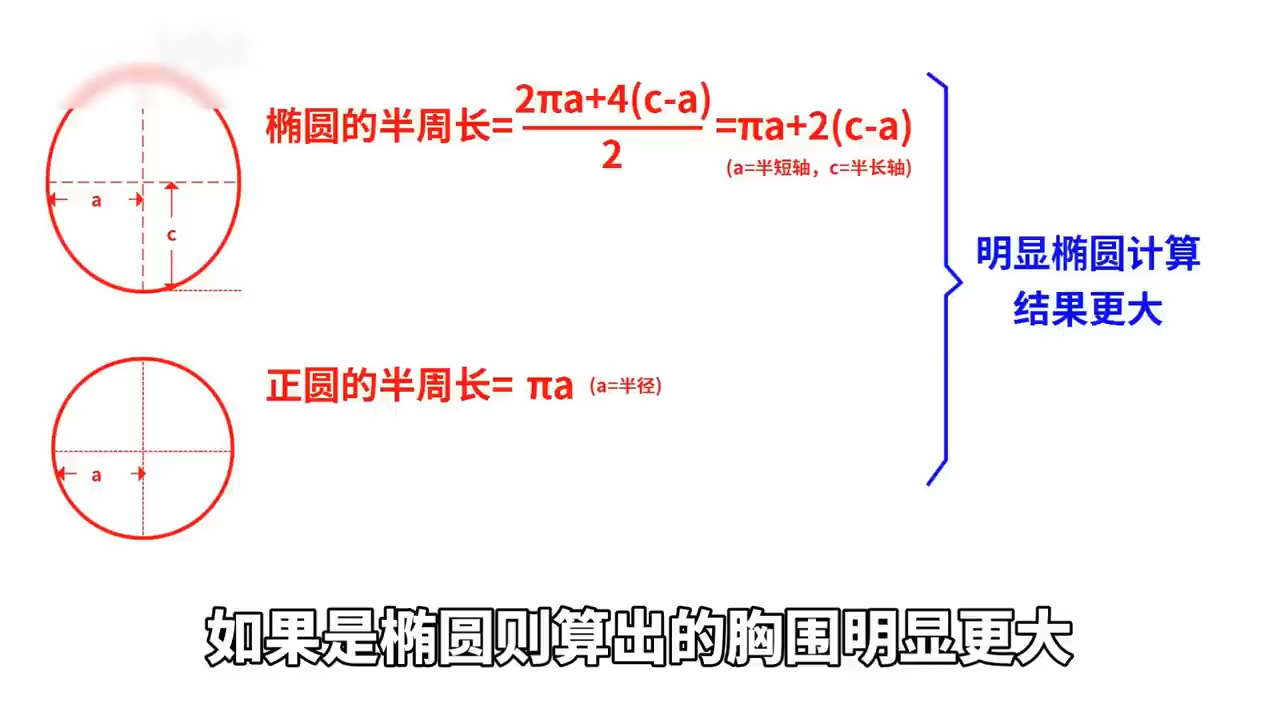 椭圆的半周长=2πa+4(c-a)/2=πa+2(c-a)
(a=半短轴，c=半长轴)
a
c
明显椭圆计算
结果更大
正圆的半周长= πa (a=半径)
a
如果是椭圆则算出的胸围明显更大